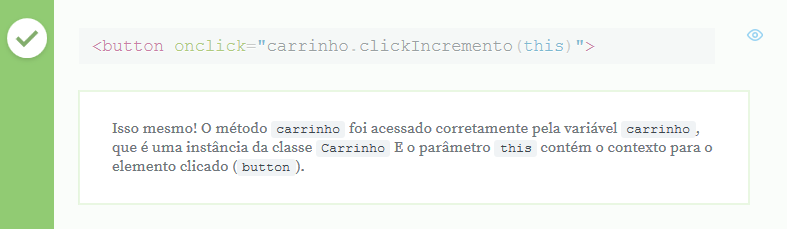 <button onclick="carrinho.clickIncremento(this)">
Isso mesmo! O método carrinho foi acessado corretamente pela variável carrinho,
que é uma instância da classe Carrinho E o parâmetro this contém o contexto para o
elemento clicado (button).